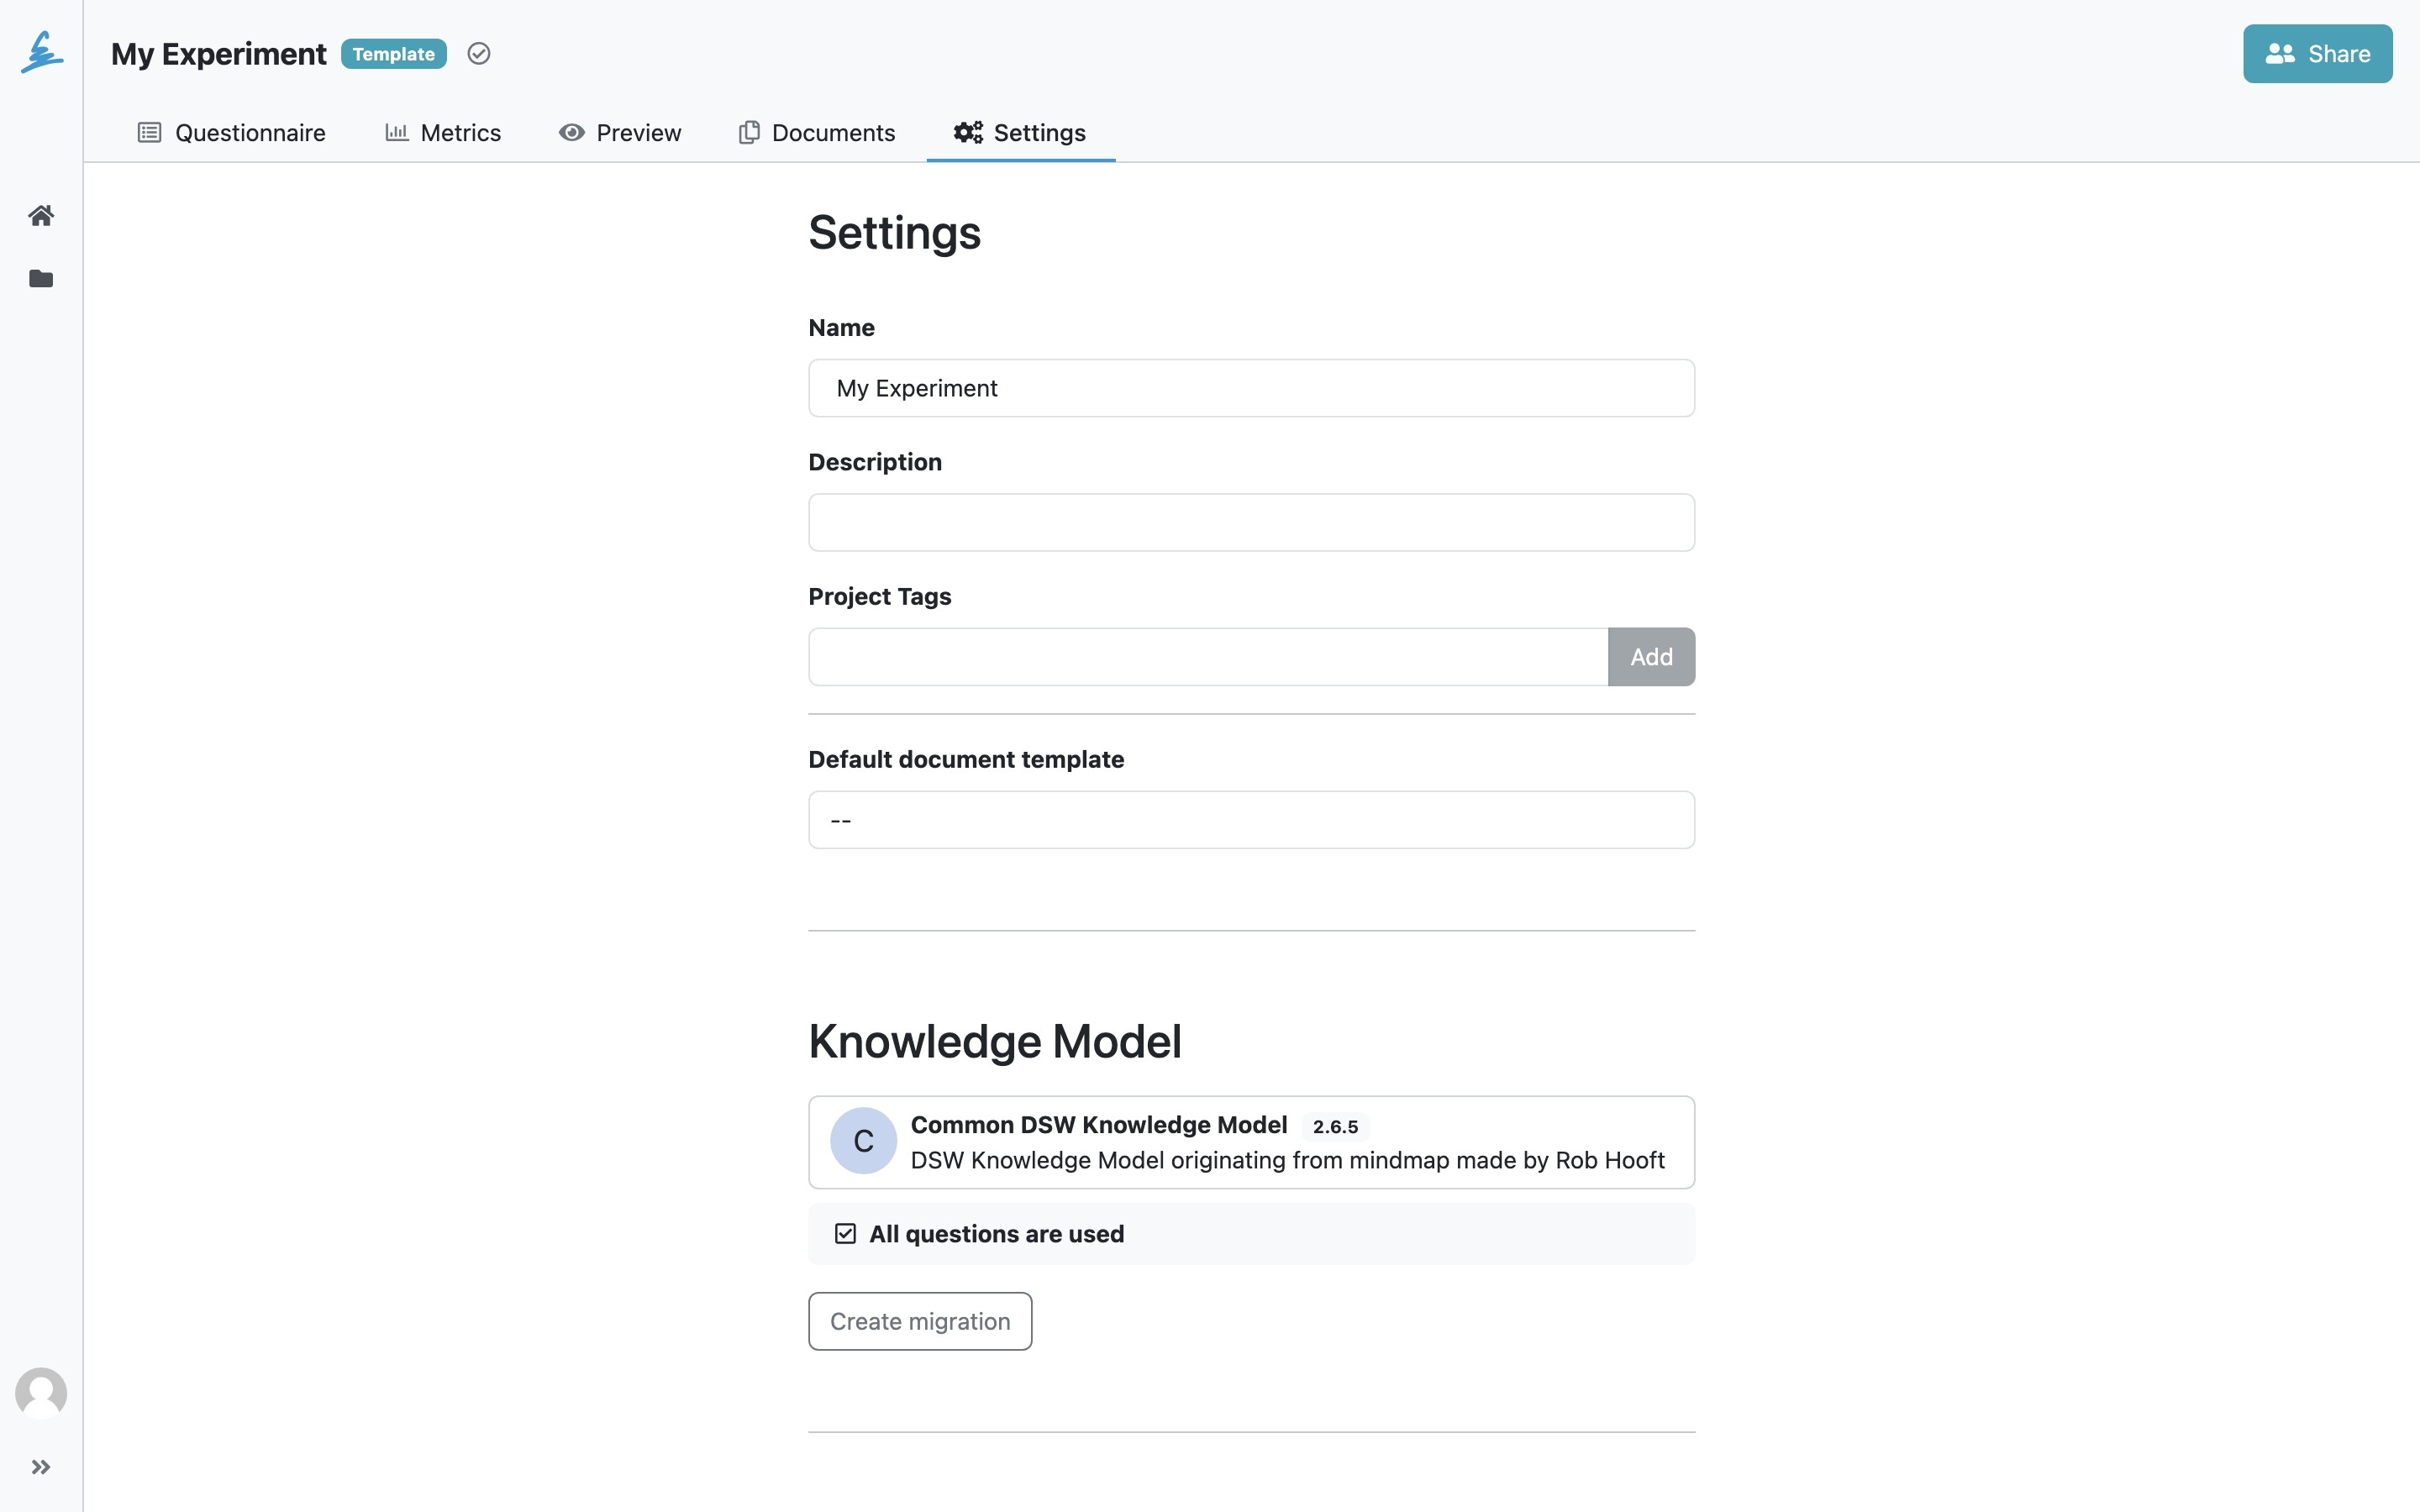 My Experiment Template
Share
Questionnaire Metrics Preview Documents Settings
Settings
Name
My Experiment
Description
Project Tags
Add
Default document template
--
Knowledge Model
C
Common DSW Knowledge Model 2.6.5
DSW Knowledge Model originating from mindmap made by Rob Hooft
All questions are used
Create migration